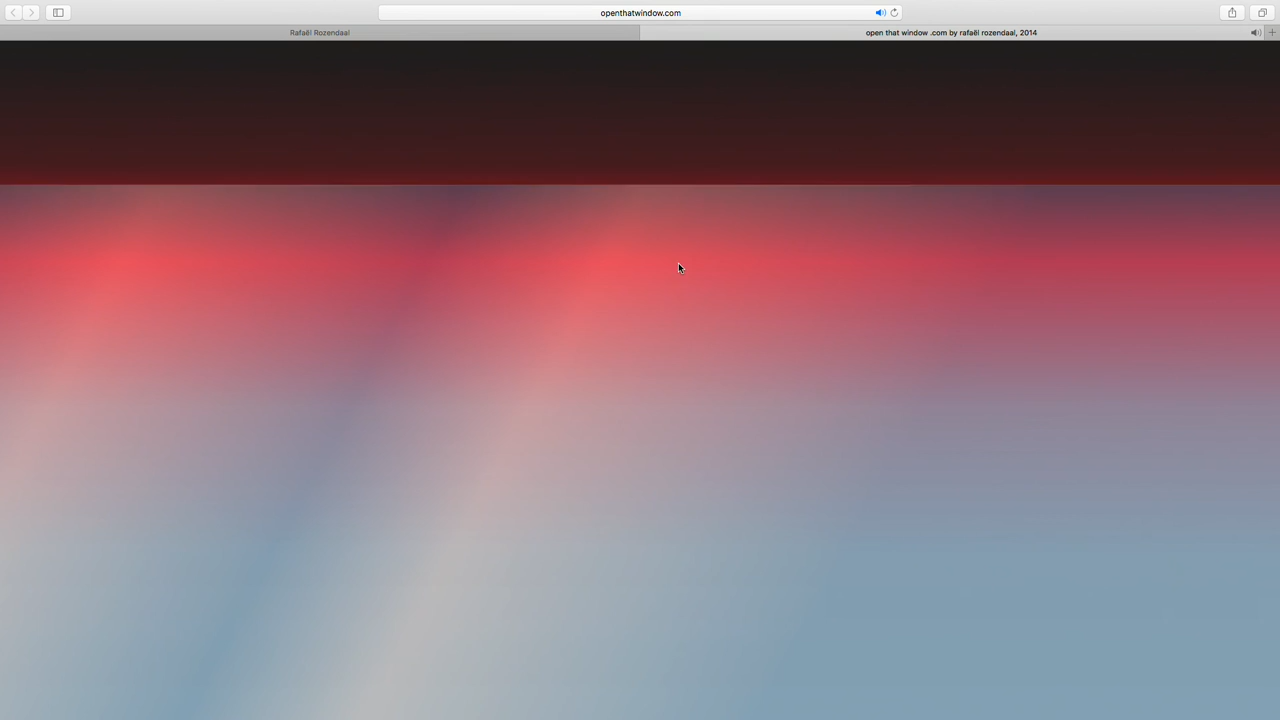 openthatwindow.com
Rafaël Rozendaal
open that window .com by rafaël rozendaal, 2014